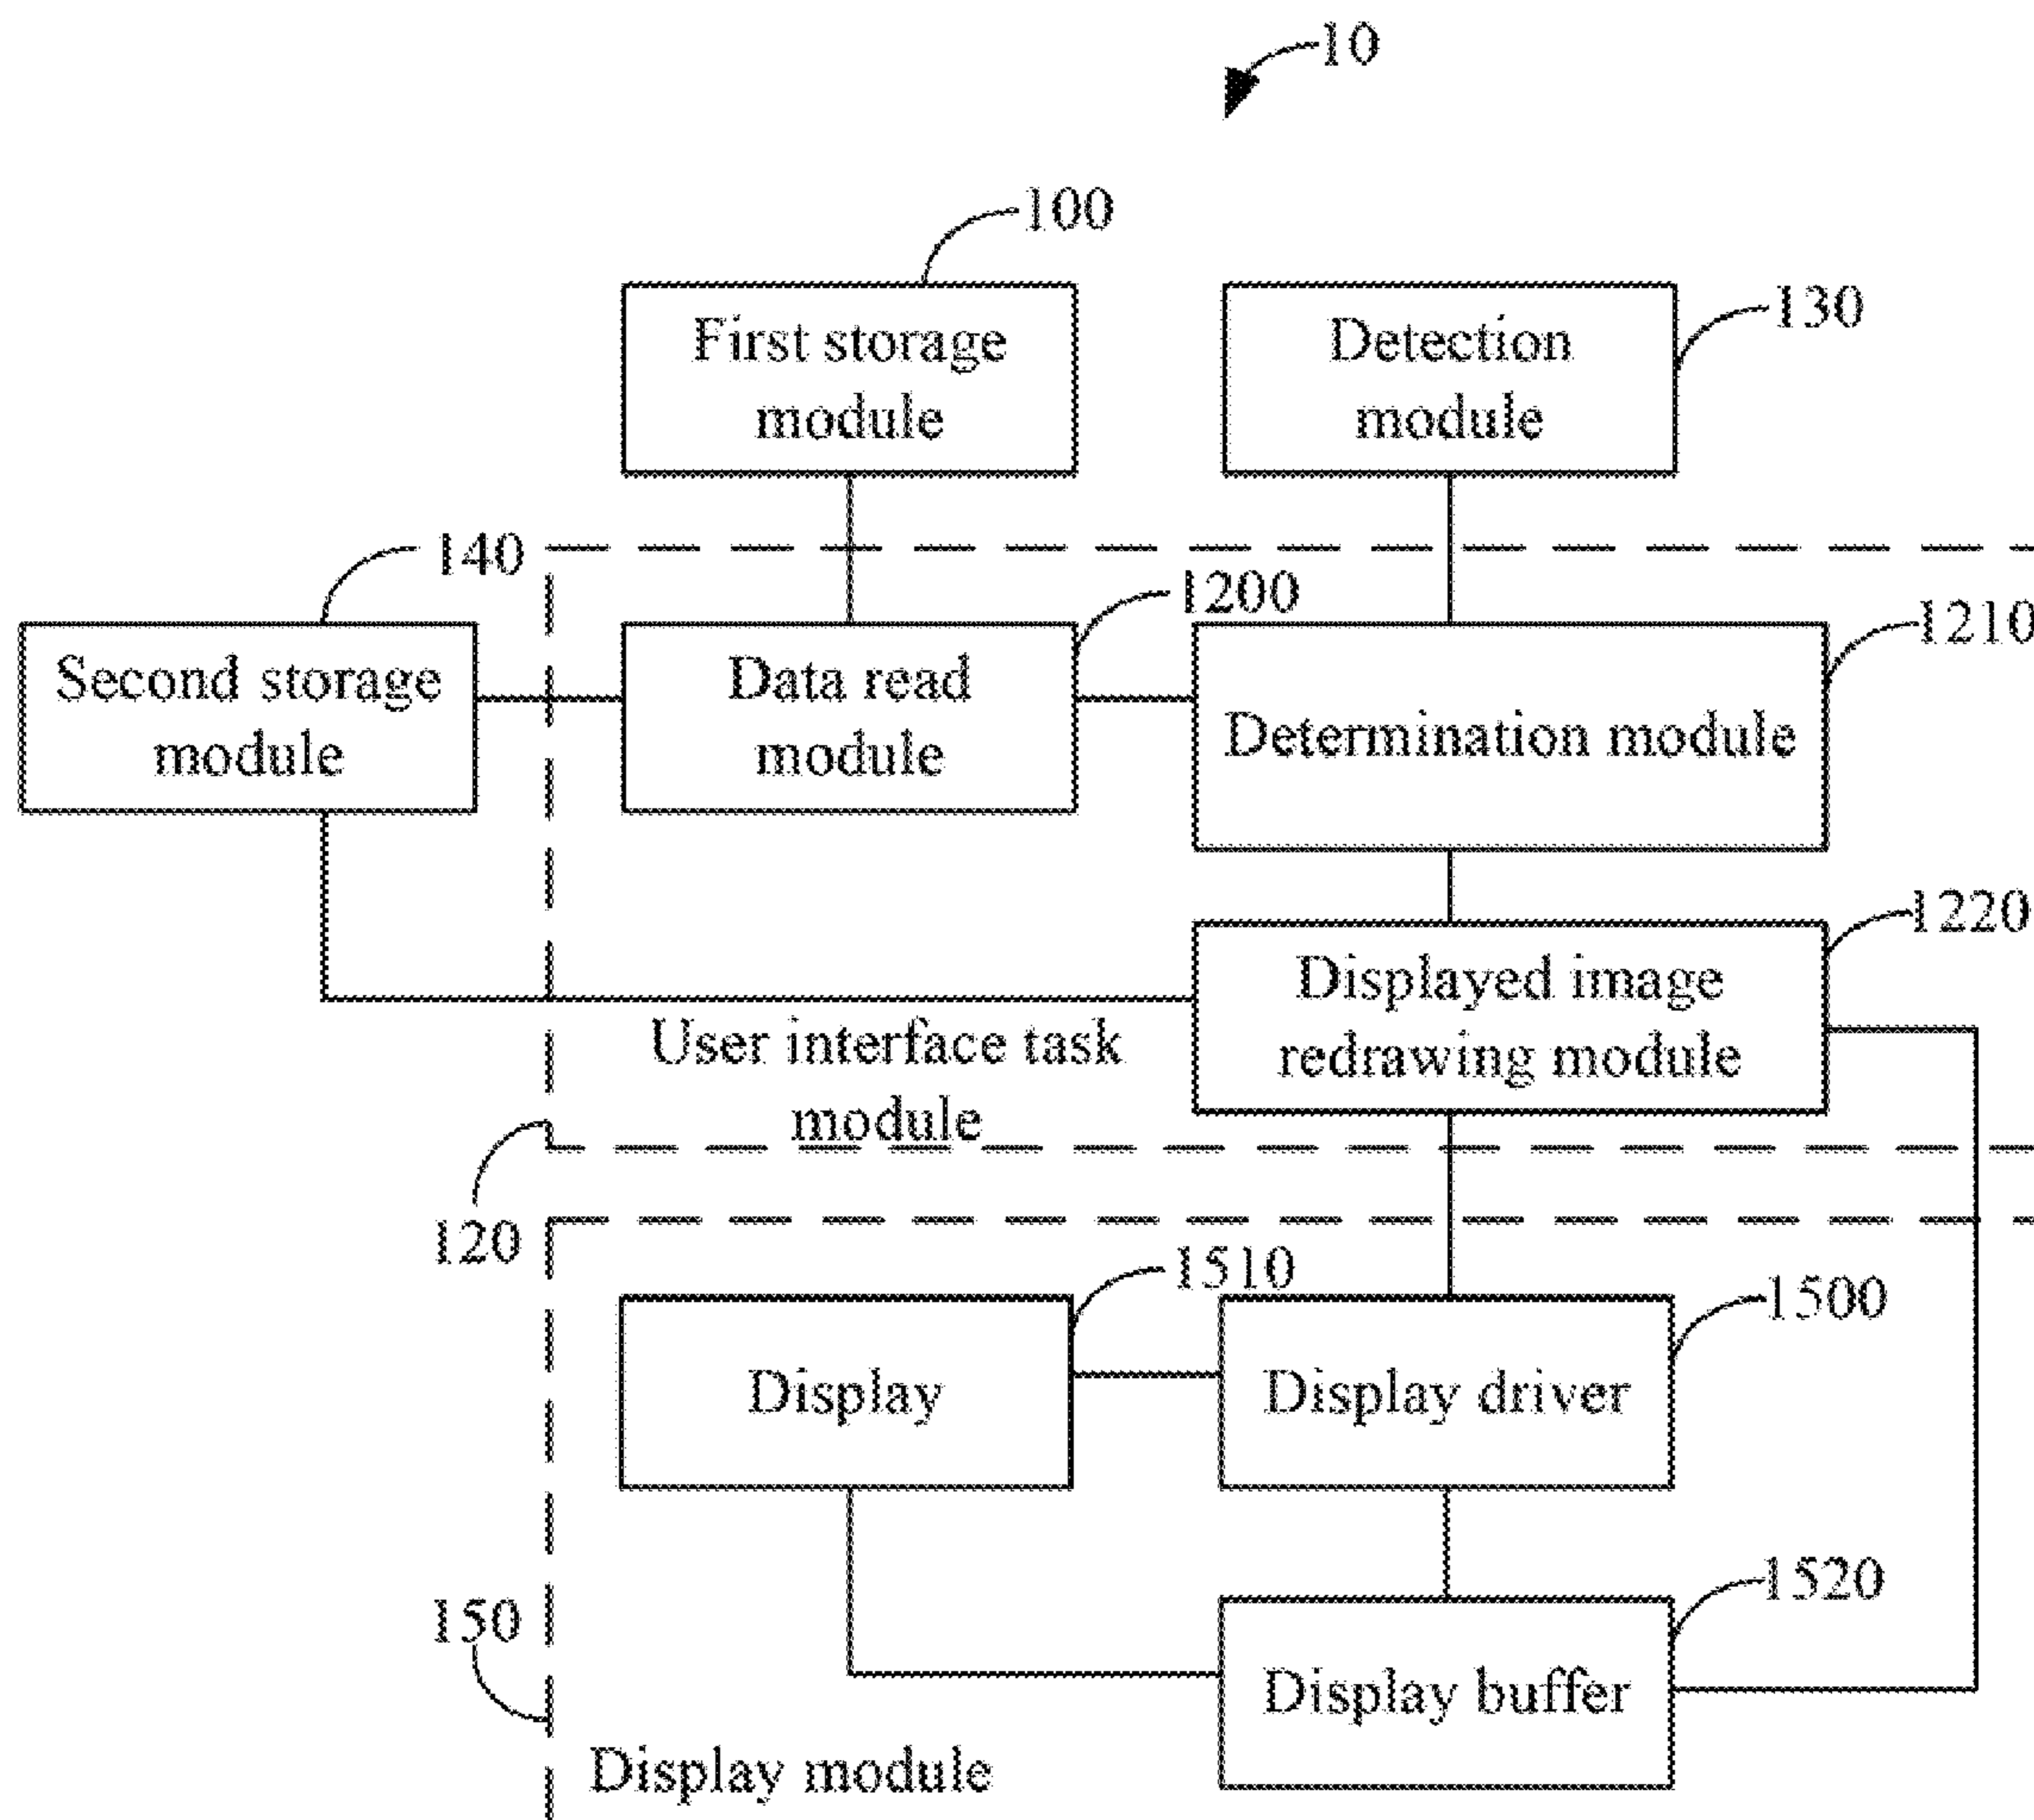 10
100
First storage
module
Detection
module
130
140
1200
1210
Second storage
module
Data read
module
Determination module
1220
Displayed image
redrawing module
User interface task
module
120
1510
1500
Display
Display driver
1520
150
Display buffer
Display module